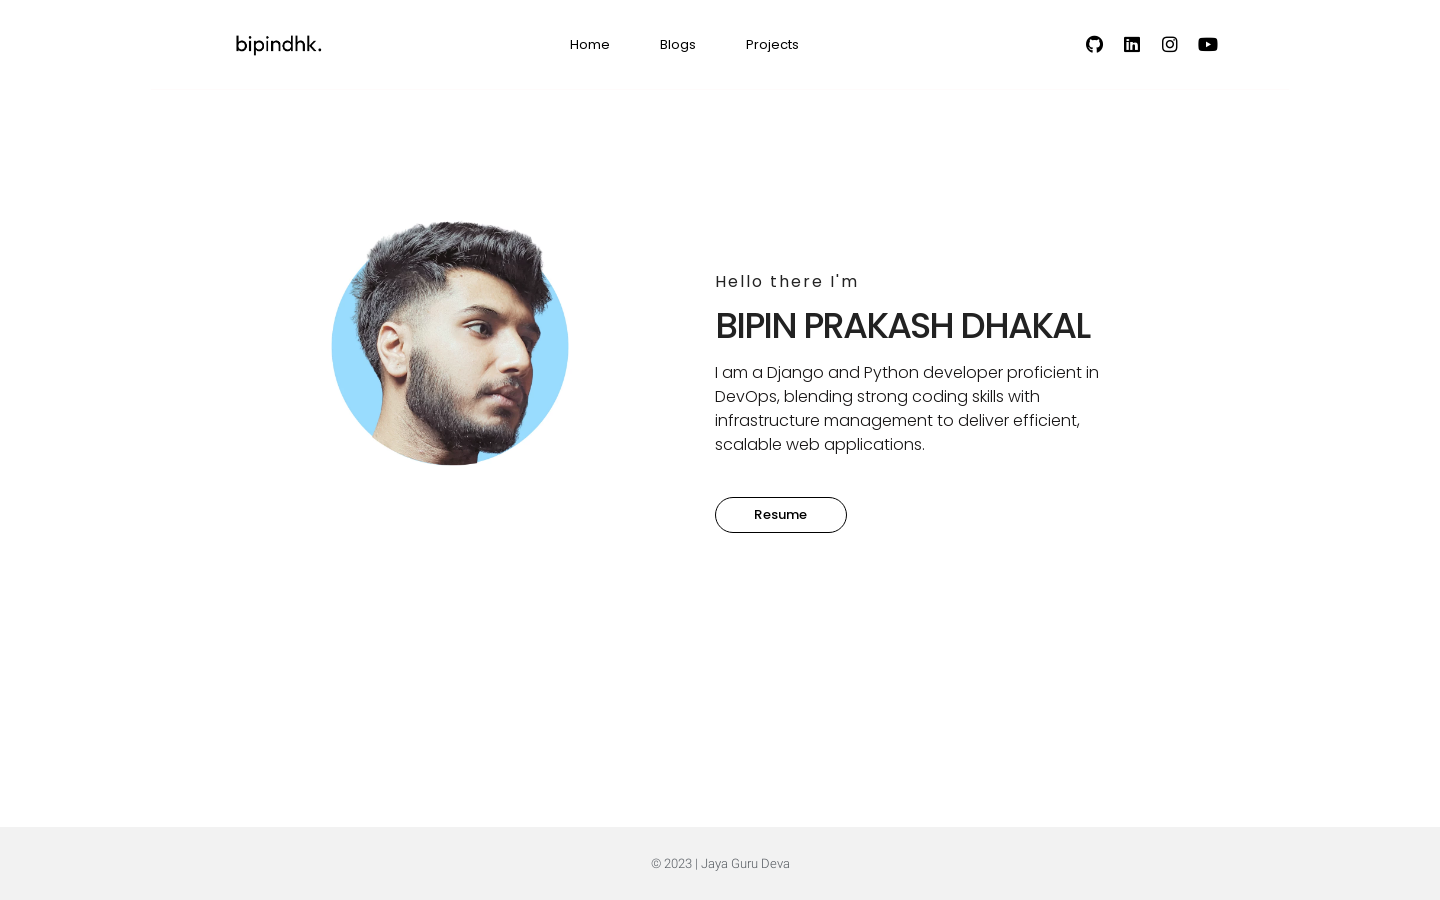 bipindhk.
Home
Blogs
Projects
Hello there I'm
BIPIN PRAKASH DHAKAL
I am a Django and Python developer proficient in
DevOps, blending strong coding skills with
infrastructure management to deliver efficient,
scalable web applications.
Resume
© 2023 | Jaya Guru Deva